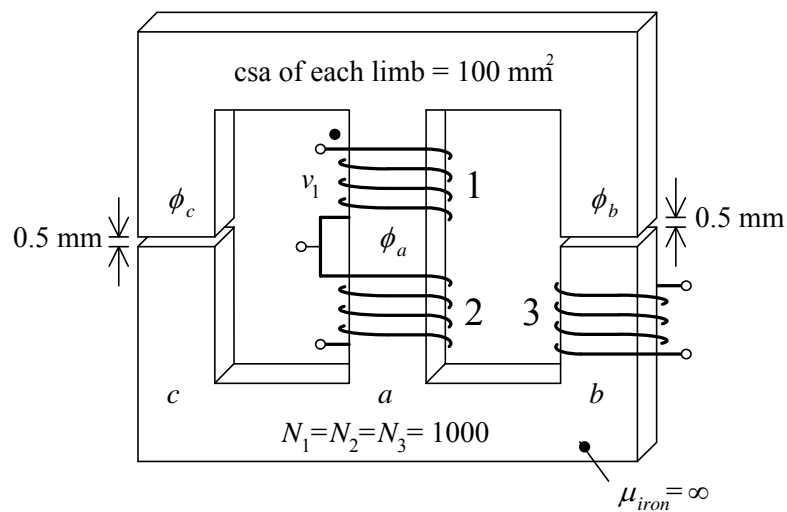 csa of each limb = 100 mm²
v₁
1
ϕc
ϕb
0.5 mm
0.5 mm
ϕa
2
3
c
a
b
N₁=N₂=N₃= 1000
μiron=∞